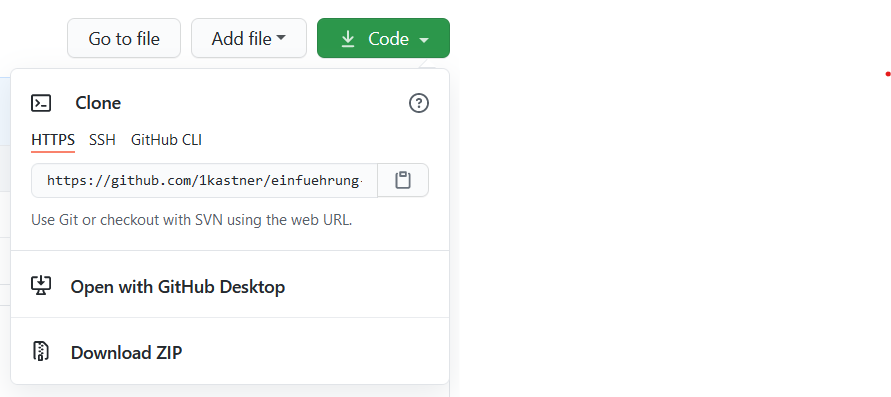 Go to file Add file Code
Clone
HTTPS SSH GitHub CLI
https://github.com/1kastner/einfuehrung-
Use Git or checkout with SVN using the web URL.
Open with GitHub Desktop
Download ZIP